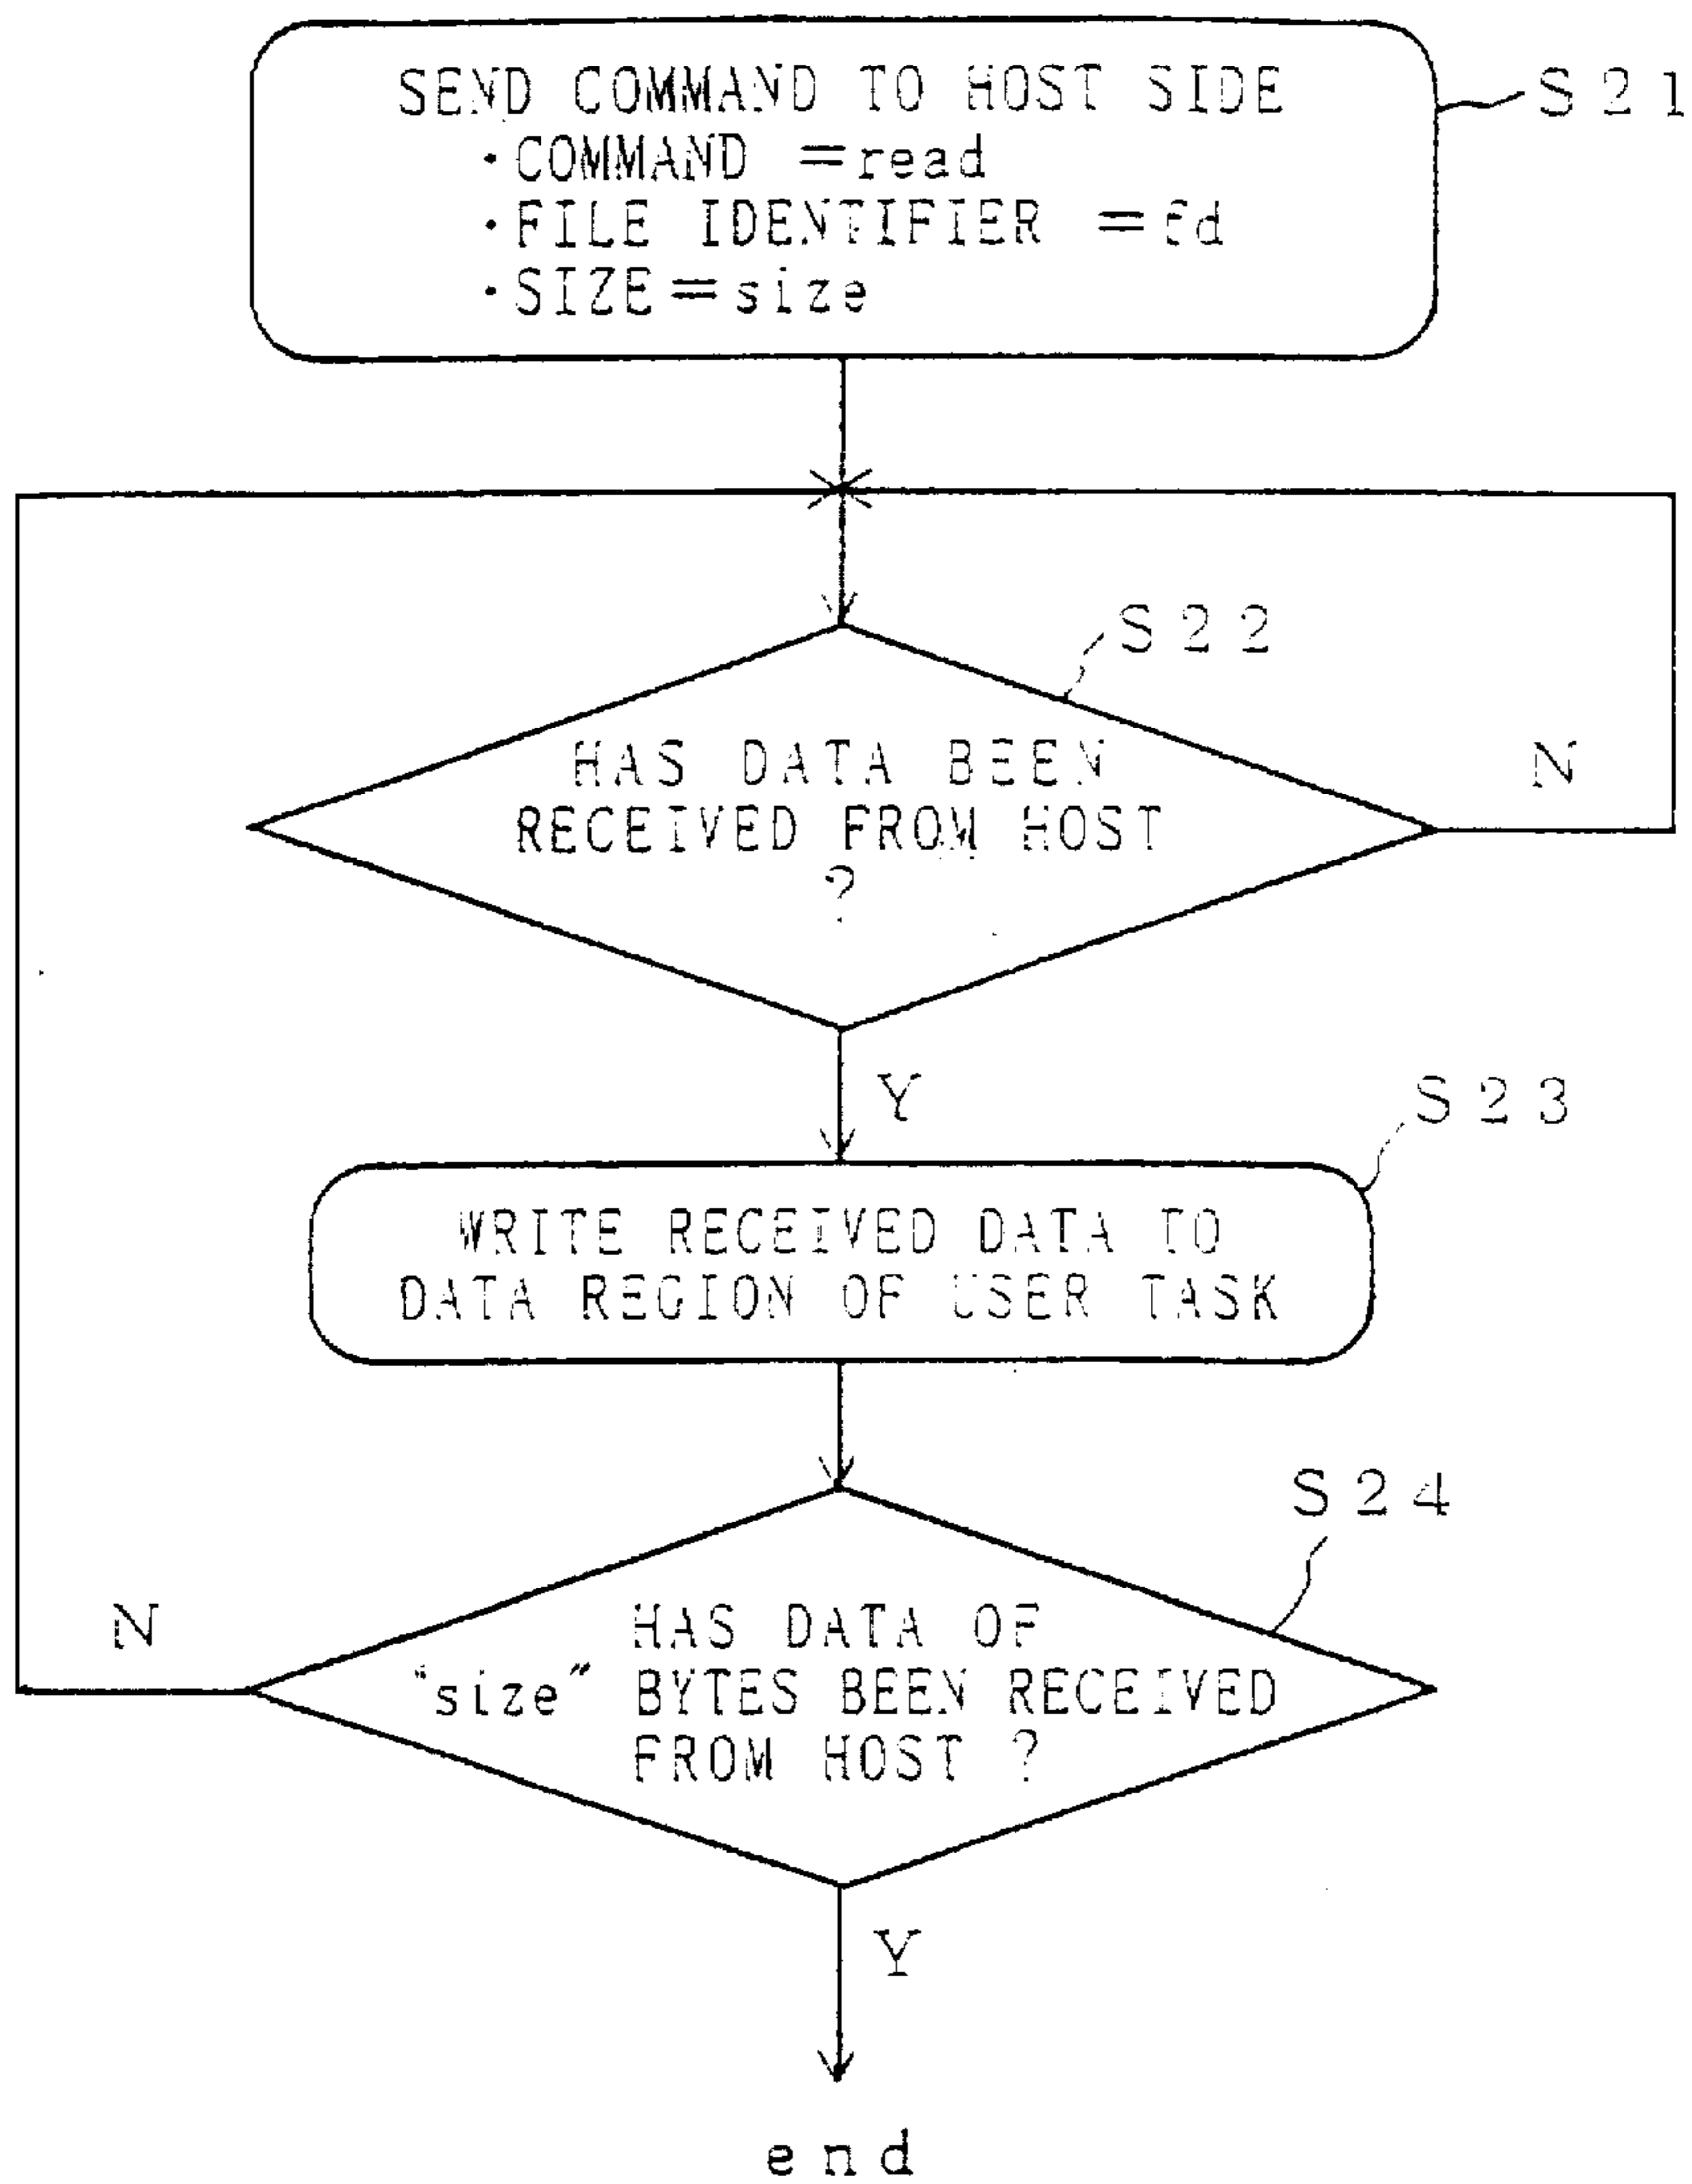 SEND COMMAND TO HOST SIDE
・COMMAND =read
・FILE IDENTIFIER =fd
・SIZE=size
S21
S22
HAS DATA BEEN
RECEIVED FROM HOST
?
N
Y
S23
WRITE RECEIVED DATA TO
DATA REGION OF USER TASK
S24
HAS DATA OF
"size" BYTES BEEN RECEIVED
FROM HOST ?
N
Y
end